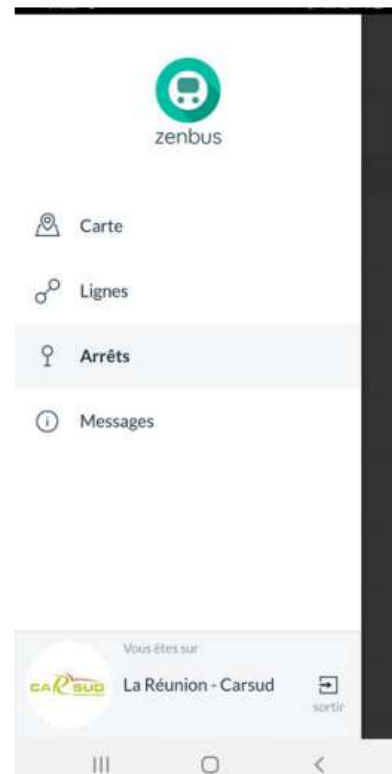 zenbus
Carte
Lignes
Arrêts
Messages
Vous êtes sur
CARSUD
La Réunion - Carsud
sortir